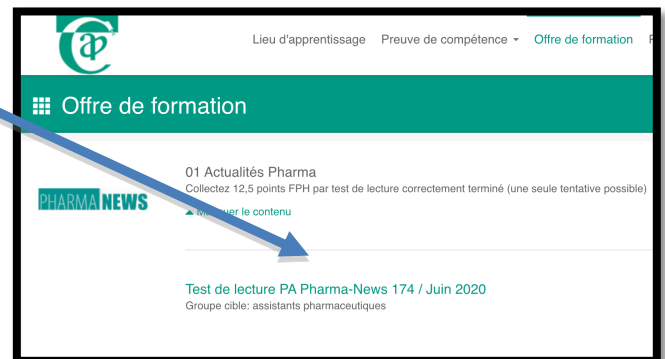 Lieu d'apprentissage Preuve de compétence Offre de formation
Offre de formation
PHARMA NEWS
01 Actualités Pharma
Collectez 12,5 points FPH par test de lecture correctement terminé (une seule tentative possible)
le contenu
Test de lecture PA Pharma-News 174 / Juin 2020
Groupe cible: assistants pharmaceutiques